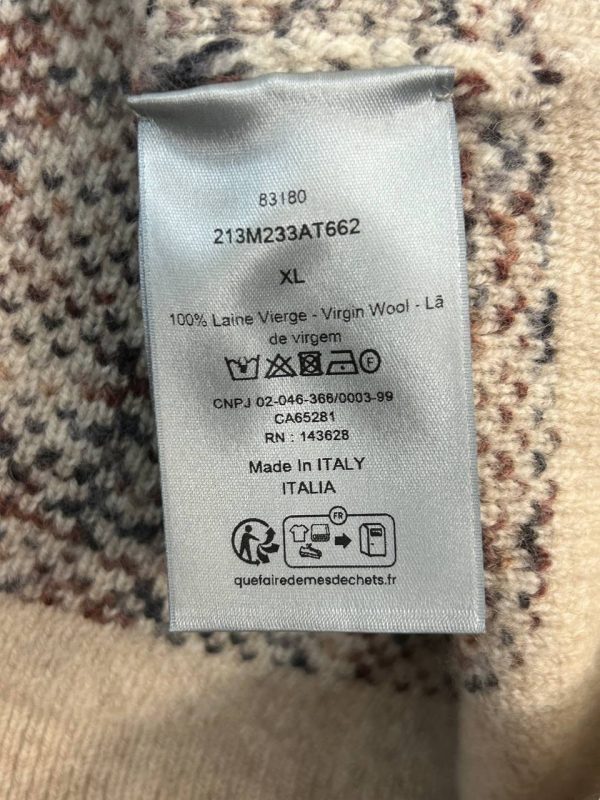 83180
213M233AT662
XL
100% Laine Vierge - Virgin Wool - Lã
de virgem
F
CNPJ 02-046-366/0003-99
CA65281
RN : 143628
Made In ITALY
ITALIA
FR
quefairedemesdechets.fr